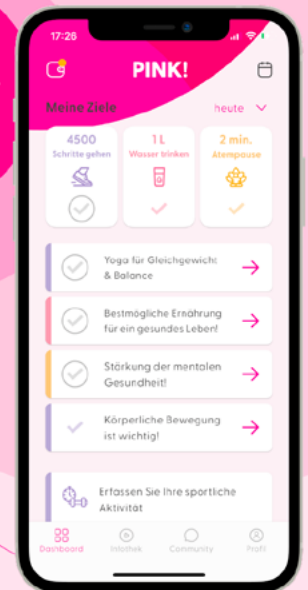 17:26
PINK!
Meine Ziele
heute
4500
Schritte gehen
1 L
Wasser trinken
2 min.
Atempause
Yoga für Gleichgewicht
& Balance
Bestmögliche Ernährung
für ein gesundes Leben!
Störkung der mentalen
Gesundheit!
Körperliche Bewegung
ist wichtig!
Erfassen Sie Ihre sportliche
Aktivität
Dashboard
Infothek
Community
Profil